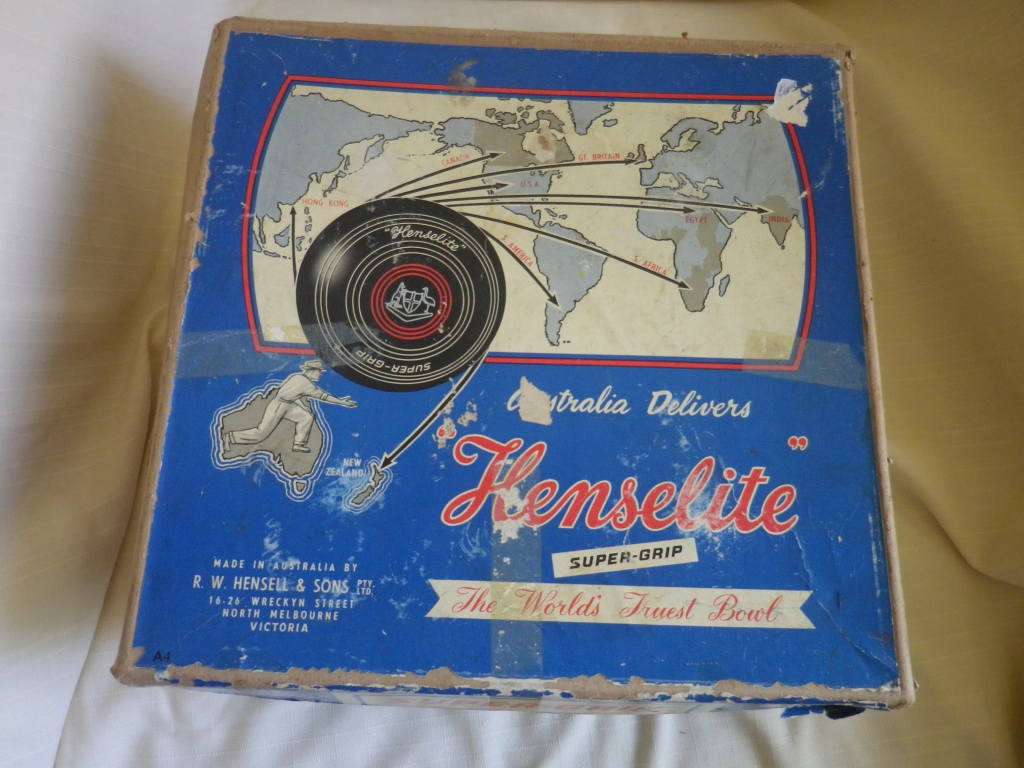 CANADA
GT. BRITAIN
U.S.A.
HONG KONG
EGYPT
INDIA
S. AMERICA
S. AFRICA
"Henselite"
SUPER-GRIP
NEW
ZEALAND
Australia Delivers
"Henselite"
SUPER-GRIP
The World's Truest Bowl
MADE IN AUSTRALIA BY
R. W. HENSELL & SONS PTY. LTD.
16-26 WRECKYN STREET
NORTH MELBOURNE
VICTORIA
A4